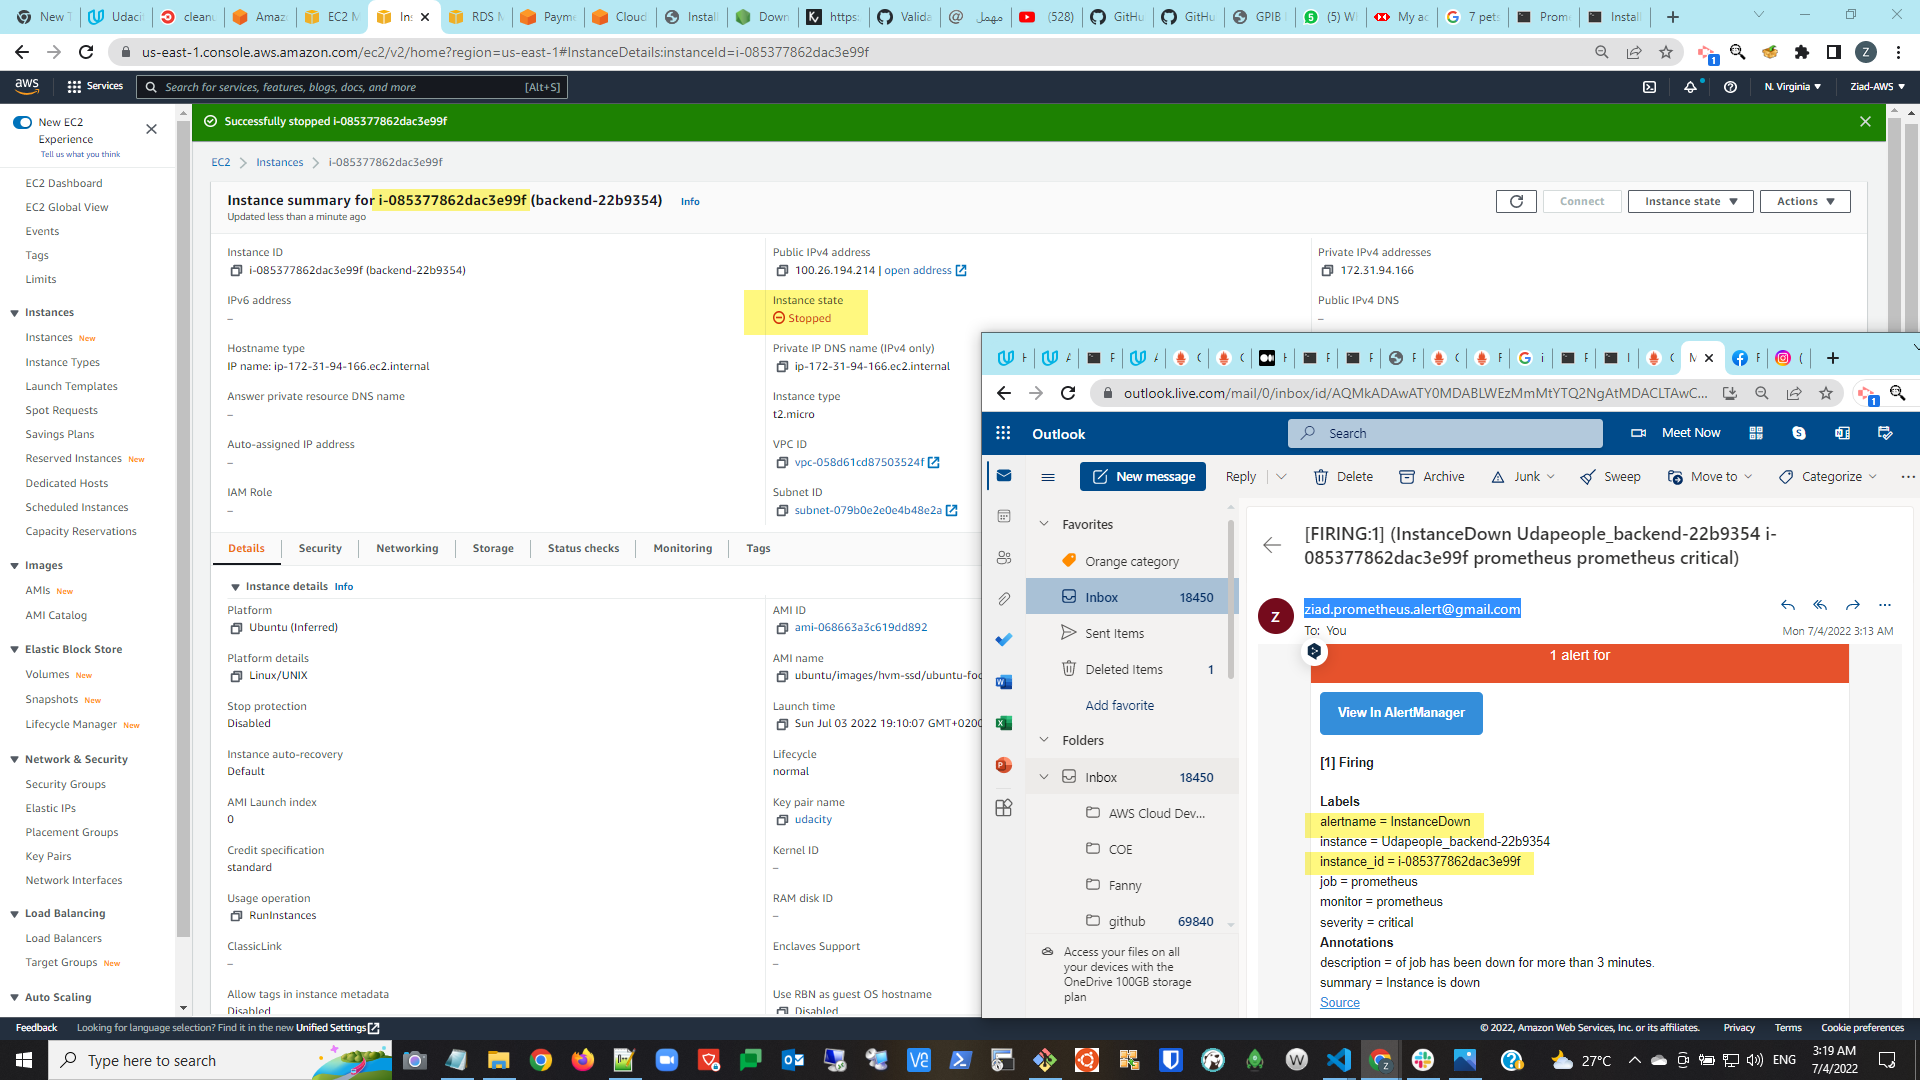 New T
Udaci
cleanu
Amazo
EC2 M
Ins
RDS M
Payme
Cloud
Install
Down
https:
Valida
مهمل
(528)
GitHu
GitHu
GPIB
(5) W
My ac
7 pet
Prome
Install
us-east-1.console.aws.amazon.com/ec2/v2/home?region=us-east-1#InstanceDetails:instanceId=i-085377862dac3e99f
aws
Services
Search for services, features, blogs, docs, and more
[Alt+S]
N. Virginia
Ziad-AWS
New EC2
Experience
Tell us what you think
Successfully stopped i-085377862dac3e99f
EC2 Dashboard
EC2 Global View
Events
Tags
Limits
Instances
Instances New
Instance Types
Launch Templates
Spot Requests
Savings Plans
Reserved Instances New
Dedicated Hosts
Scheduled Instances
Capacity Reservations
Images
AMIs New
AMI Catalog
Elastic Block Store
Volumes New
Snapshots New
Lifecycle Manager New
Network & Security
Security Groups
Elastic IPs
Placement Groups
Key Pairs
Network Interfaces
Load Balancing
Load Balancers
Target Groups New
Auto Scaling
EC2 > Instances > i-085377862dac3e99f
Instance summary for i-085377862dac3e99f (backend-22b9354) Info
Updated less than a minute ago
Connect
Instance state
Actions
Instance ID
i-085377862dac3e99f (backend-22b9354)
Public IPv4 address
100.26.194.214 | open address
Private IPv4 addresses
172.31.94.166
IPv6 address
–
Instance state
Stopped
Public IPv4 DNS
–
Hostname type
IP name: ip-172-31-94-166.ec2.internal
Private IP DNS name (IPv4 only)
ip-172-31-94-166.ec2.internal
Answer private resource DNS name
–
Instance type
t2.micro
Auto-assigned IP address
–
VPC ID
vpc-058d61cd87503524f
IAM Role
–
Subnet ID
subnet-079b0e2e0e4b48e2a
Details
Security
Networking
Storage
Status checks
Monitoring
Tags
Instance details Info
Platform
Ubuntu (Inferred)
AMI ID
ami-068663a3c619dd892
Platform details
Linux/UNIX
AMI name
ubuntu/images/hvm-ssd/ubuntu-foc
Stop protection
Disabled
Launch time
Sun Jul 03 2022 19:10:07 GMT+0200
Instance auto-recovery
Default
Lifecycle
normal
AMI Launch index
0
Key pair name
udacity
Credit specification
standard
Kernel ID
–
Usage operation
RunInstances
RAM disk ID
–
ClassicLink
–
Enclaves Support
–
Allow tags in instance metadata
Disabled
Use RBN as guest OS hostname
Disabled
outlook.live.com/mail/0/inbox/id/AQMkADAwATY0MDABLWEzMmMtYTQ2NgAtMDACLTAwC...
Outlook
Search
Meet Now
New message
Reply
Delete
Archive
Junk
Sweep
Move to
Categorize
Favorites
Orange category
Inbox 18450
Sent Items
Deleted Items 1
Add favorite
Folders
Inbox 18450
AWS Cloud Dev...
COE
Fanny
github 69840
Access your files on all
your devices with the
OneDrive 100GB storage
plan
[FIRING:1] (InstanceDown Udapeople_backend-22b9354 i-
085377862dac3e99f prometheus prometheus critical)
Z
ziad.prometheus.alert@gmail.com
To: You
Mon 7/4/2022 3:13 AM
1 alert for
View In AlertManager
[1] Firing
Labels
alertname = InstanceDown
instance = Udapeople_backend-22b9354
instance_id = i-085377862dac3e99f
job = prometheus
monitor = prometheus
severity = critical
Annotations
description = of job has been down for more than 3 minutes.
summary = Instance is down
Source
Feedback
Looking for language selection? Find it in the new Unified Settings
© 2022, Amazon Web Services, Inc. or its affiliates.
Privacy
Terms
Cookie preferences
Type here to search
27°C
ENG
3:19 AM
7/4/2022